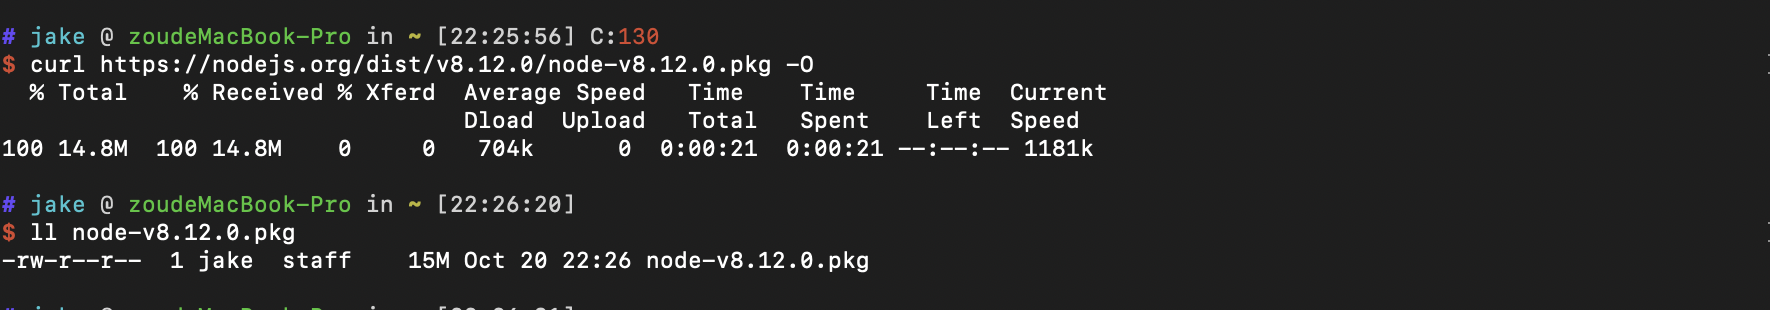 # jake @ zoudeMacBook-Pro in ~ [22:25:56] C:130
$ curl https://nodejs.org/dist/v8.12.0/node-v8.12.0.pkg -O
  % Total    % Received % Xferd  Average Speed   Time    Time     Time  Current
                                 Dload  Upload   Total   Spent    Left  Speed
100 14.8M  100 14.8M    0     0   704k      0  0:00:21  0:00:21 --:--:-- 1181k
# jake @ zoudeMacBook-Pro in ~ [22:26:20]
$ ll node-v8.12.0.pkg
-rw-r--r--  1 jake  staff    15M Oct 20 22:26 node-v8.12.0.pkg